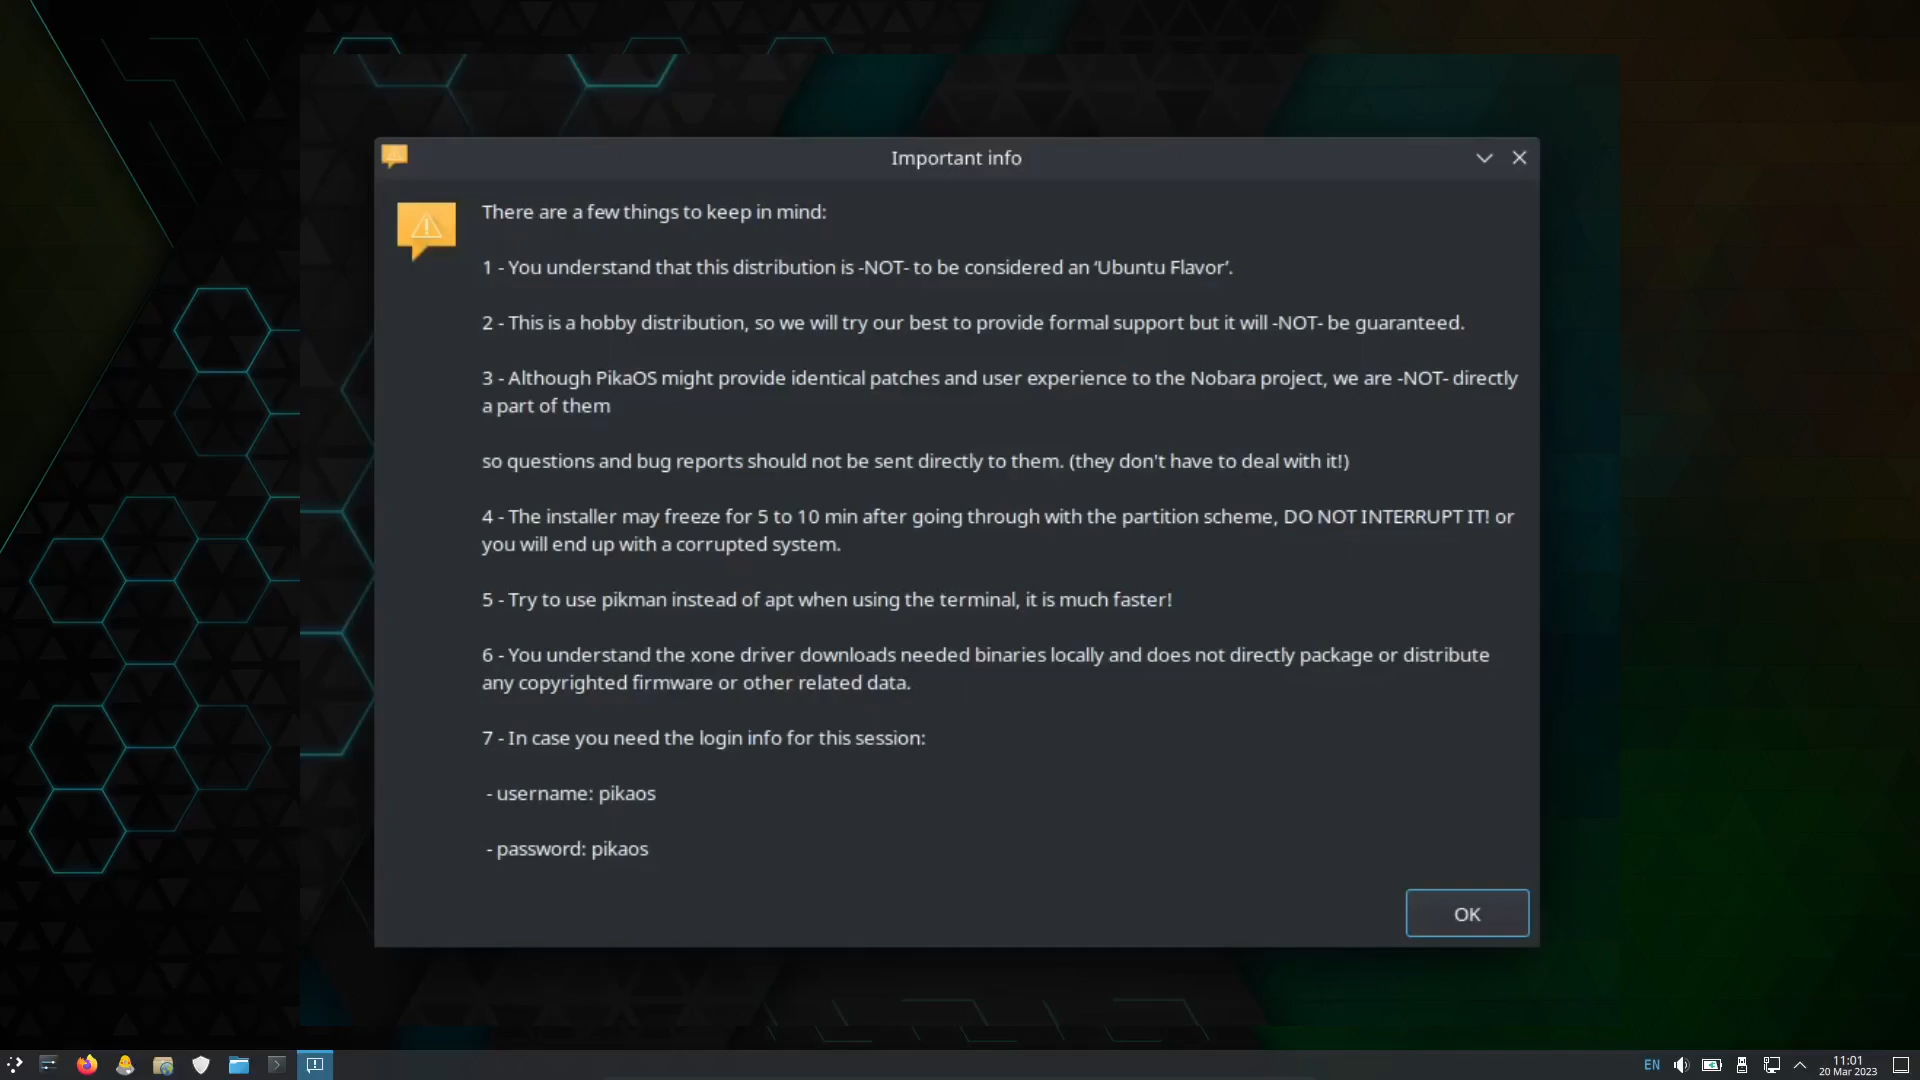 Important info
There are a few things to keep in mind:
1 - You understand that this distribution is -NOT- to be considered an ‘Ubuntu Flavor’.
2 - This is a hobby distribution, so we will try our best to provide formal support but it will -NOT- be guaranteed.
3 - Although PikaOS might provide identical patches and user experience to the Nobara project, we are -NOT- directly
a part of them
so questions and bug reports should not be sent directly to them. (they don't have to deal with it!)
4 - The installer may freeze for 5 to 10 min after going through with the partition scheme, DO NOT INTERRUPT IT! or
you will end up with a corrupted system.
5 - Try to use pikman instead of apt when using the terminal, it is much faster!
6 - You understand the xone driver downloads needed binaries locally and does not directly package or distribute
any copyrighted firmware or other related data.
7 - In case you need the login info for this session:
- username: pikaos
- password: pikaos
OK
EN
11:01
20 Mar 2023